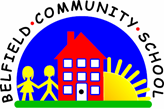 BELFIELD · COMMUNITY · SCHOOL